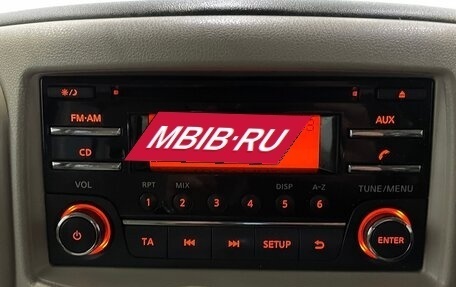 FM·AM
MBIB·RU
AUX
CD
VOL
RPT MIX DISP A-Z
TUNE/MENU
1 2 3 4 5 6
TA SETUP ENTER